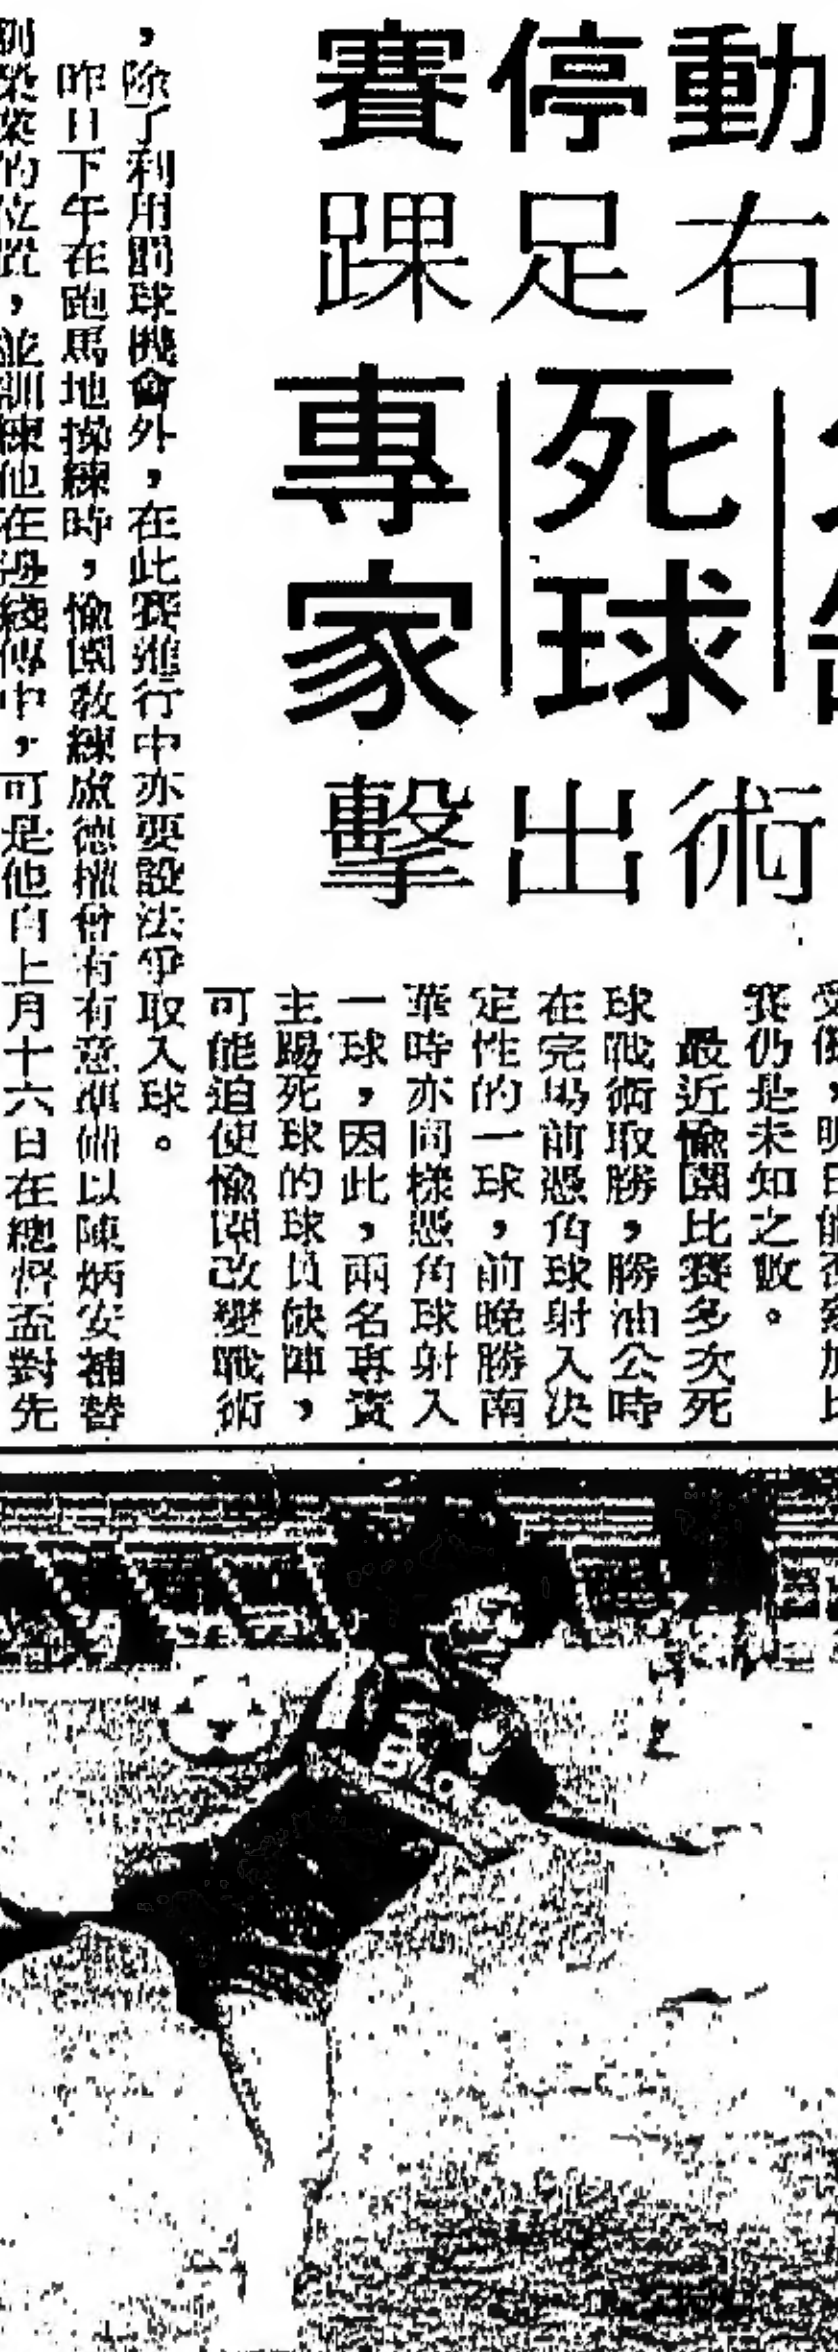 動停賽
右足踝
死球
專家
術出擊
受傷，明日能否參加比
賽仍是未知之數。
最近愉園比賽多次死
球戰術取勝，勝油公時
在完場前憑角球射入決
定性的一球，前晚勝南
華時亦同樣憑角球射入
一球，因此，兩名專責
主踢死球的球員缺陣，
可能迫使愉園改變戰術
，除了利用罰球機會外，在此賽進行中亦要設法爭取入球。
昨日下午在跑馬地操練時，愉園教練盧德權曾有有意準備以陳炳安補替
的位置，並訓練他在邊綫傳中，可是他自上月十六日在總督盃對先